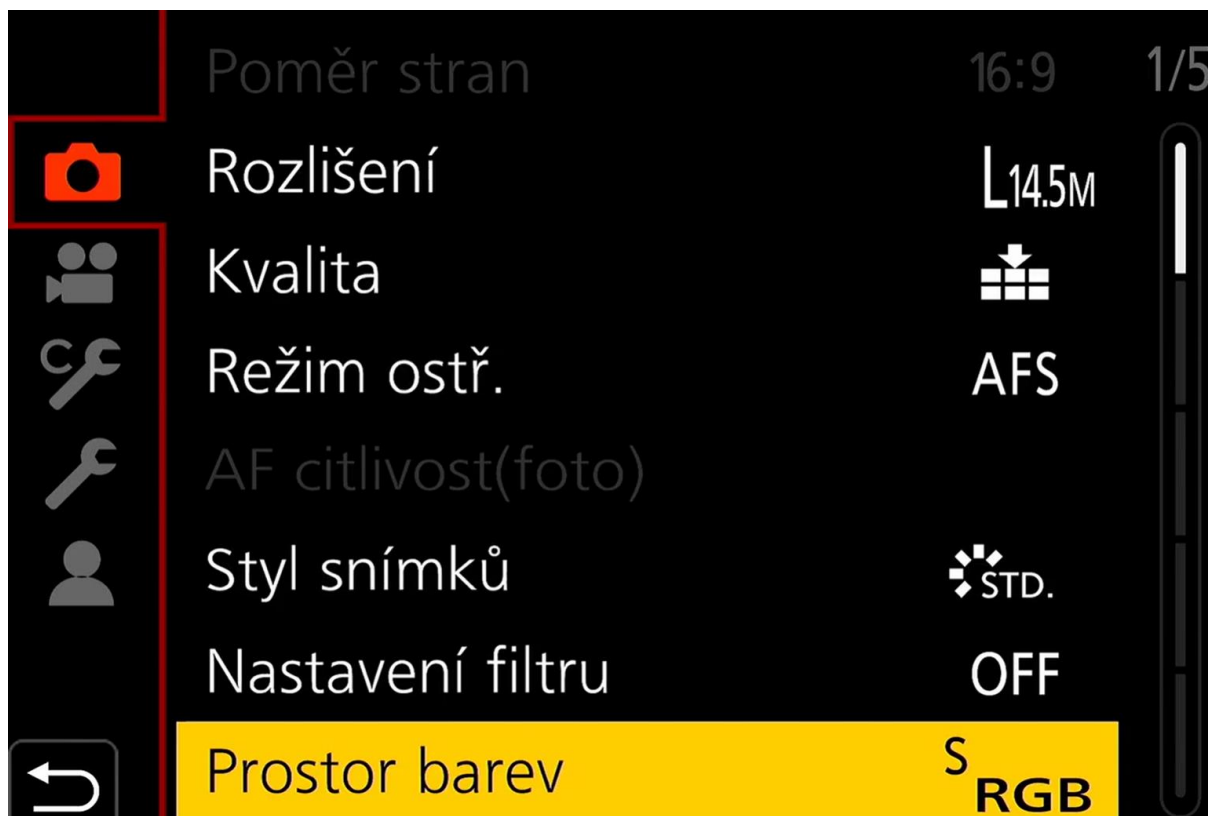 Poměr stran 16:9 1/5
Rozlišení L14.5M
Kvalita
Režim ostř. AFS
C
AF citlivost(foto)
Styl snímků STD.
Nastavení filtru OFF
Prostor barev sRGB